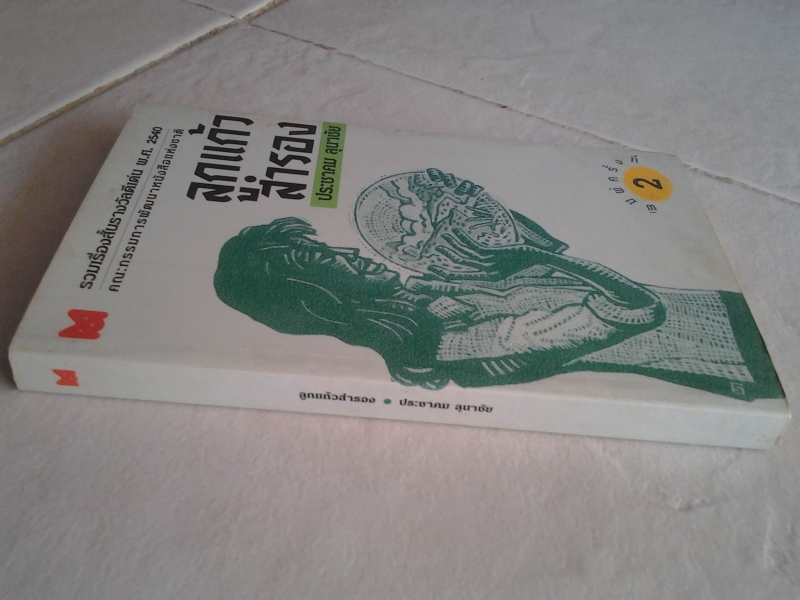 รวมเรื่องสั้นรางวัลดีเด่น พ.ศ. 2540
คณะกรรมการพัฒนาหนังสือแห่งชาติ
ลูกแก้ว
สำรอง
ประชาคม ลุนาชัย
พิมพ์ครั้งที่
2
ลูกแก้วสำรอง • ประชาคม ลุนาชัย